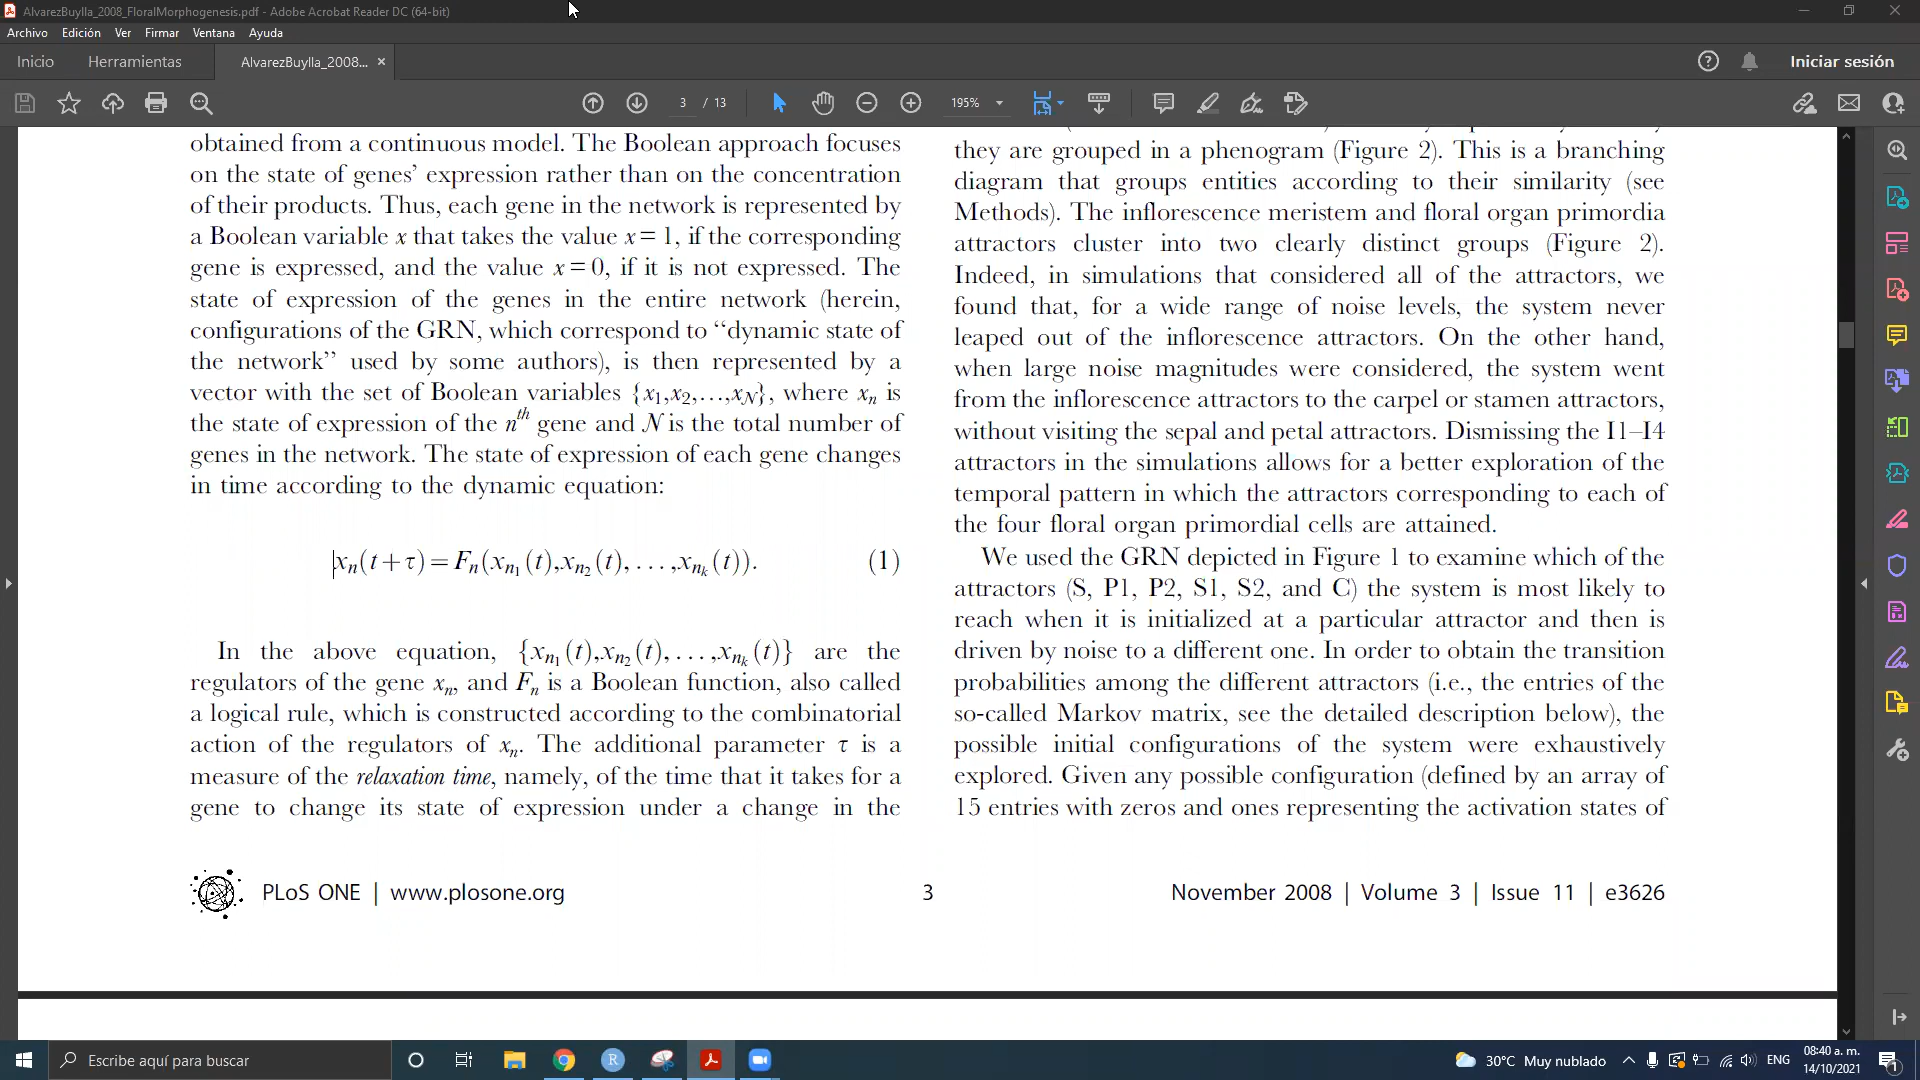 AlvarezBuylla_2008_FloralMorphogenesis.pdf - Adobe Acrobat Reader DC (64-bit)
Archivo Edición Ver Firmar Ventana Ayuda
Inicio Herramientas AlvarezBuylla_2008... × Iniciar sesión
3 / 13 195%
obtained from a continuous model. The Boolean approach focuses
on the state of genes' expression rather than on the concentration
of their products. Thus, each gene in the network is represented by
a Boolean variable x that takes the value x = 1, if the corresponding
gene is expressed, and the value x = 0, if it is not expressed. The
state of expression of the genes in the entire network (herein,
configurations of the GRN, which correspond to ‘‘dynamic state of
the network’’ used by some authors), is then represented by a
vector with the set of Boolean variables {x1,x2,…,xN}, where xn is
the state of expression of the nth gene and N is the total number of
genes in the network. The state of expression of each gene changes
in time according to the dynamic equation:
xn(t+τ)=Fn(xn1(t),xn2(t),...,xnk(t)). (1)
In the above equation, {xn1(t),xn2(t),...,xnk(t)} are the
regulators of the gene xn, and Fn is a Boolean function, also called
a logical rule, which is constructed according to the combinatorial
action of the regulators of xn. The additional parameter τ is a
measure of the relaxation time, namely, of the time that it takes for a
gene to change its state of expression under a change in the
they are grouped in a phenogram (Figure 2). This is a branching
diagram that groups entities according to their similarity (see
Methods). The inflorescence meristem and floral organ primordia
attractors cluster into two clearly distinct groups (Figure 2).
Indeed, in simulations that considered all of the attractors, we
found that, for a wide range of noise levels, the system never
leaped out of the inflorescence attractors. On the other hand,
when large noise magnitudes were considered, the system went
from the inflorescence attractors to the carpel or stamen attractors,
without visiting the sepal and petal attractors. Dismissing the I1–I4
attractors in the simulations allows for a better exploration of the
temporal pattern in which the attractors corresponding to each of
the four floral organ primordial cells are attained.
We used the GRN depicted in Figure 1 to examine which of the
attractors (S, P1, P2, S1, S2, and C) the system is most likely to
reach when it is initialized at a particular attractor and then is
driven by noise to a different one. In order to obtain the transition
probabilities among the different attractors (i.e., the entries of the
so-called Markov matrix, see the detailed description below), the
possible initial configurations of the system were exhaustively
explored. Given any possible configuration (defined by an array of
15 entries with zeros and ones representing the activation states of
PLoS ONE | www.plosone.org 3 November 2008 | Volume 3 | Issue 11 | e3626
Escribe aquí para buscar
30°C Muy nublado ENG 08:40 a. m.
14/10/2021